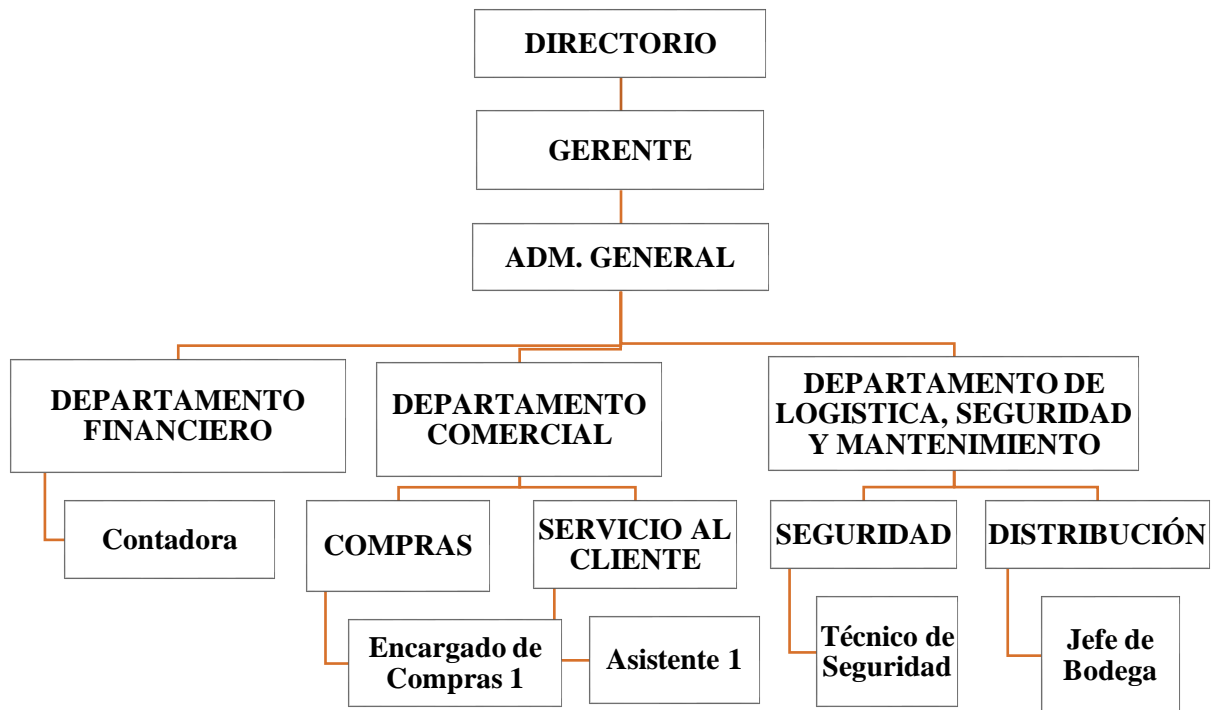 DIRECTORIO
GERENTE
ADM. GENERAL
DEPARTAMENTO
FINANCIERO
DEPARTAMENTO
COMERCIAL
DEPARTAMENTO DE
LOGISTICA, SEGURIDAD
Y MANTENIMIENTO
Contadora
COMPRAS
SERVICIO AL
CLIENTE
SEGURIDAD
DISTRIBUCIÓN
Encargado de
Compras 1
Asistente 1
Técnico de
Seguridad
Jefe de
Bodega